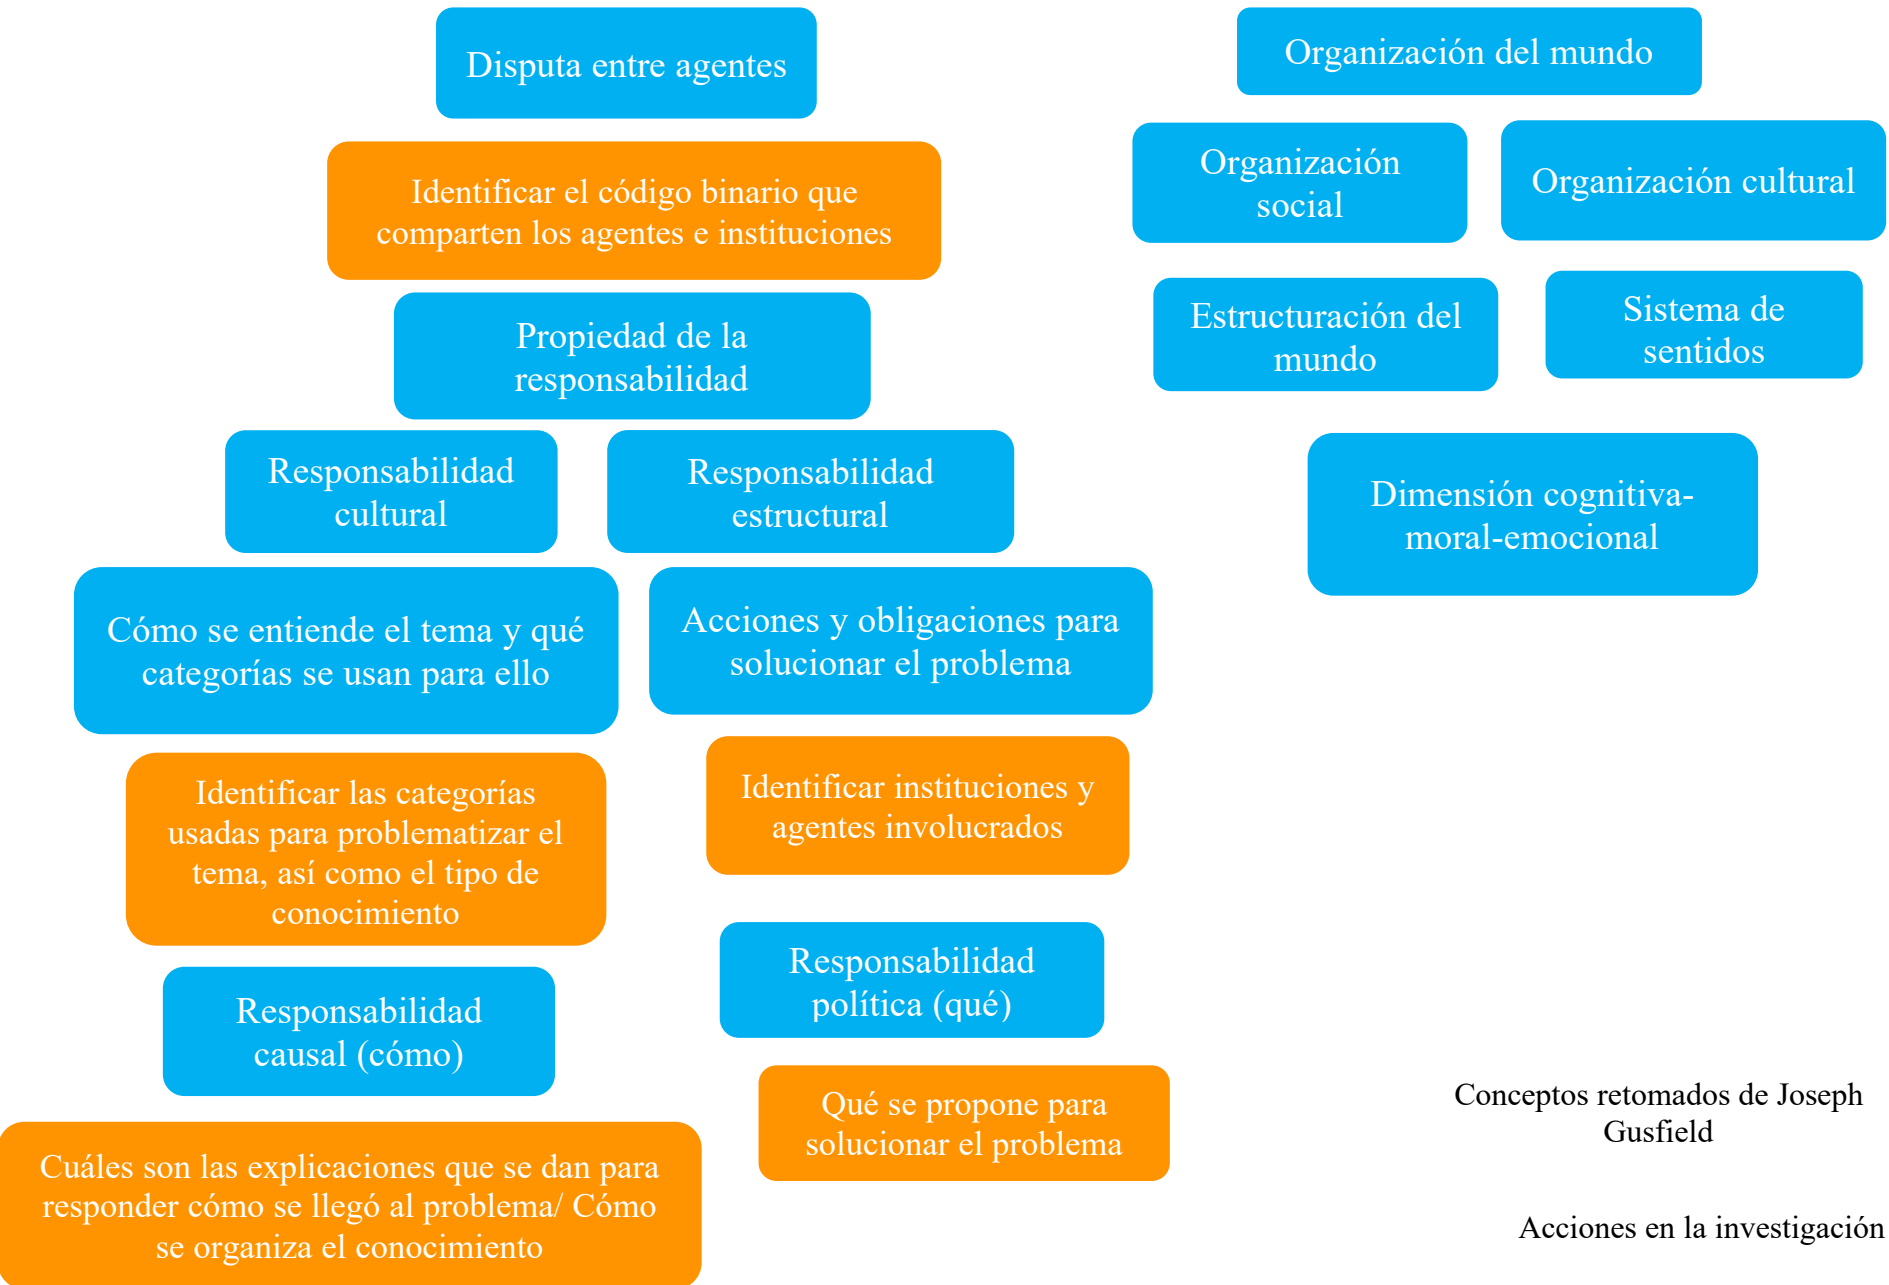 Disputa entre agentes
Identificar el código binario que
comparten los agentes e instituciones
Propiedad de la
responsabilidad
Responsabilidad
cultural
Responsabilidad
estructural
Cómo se entiende el tema y qué
categorías se usan para ello
Acciones y obligaciones para
solucionar el problema
Identificar las categorías
usadas para problematizar el
tema, así como el tipo de
conocimiento
Identificar instituciones y
agentes involucrados
Responsabilidad
causal (cómo)
Responsabilidad
política (qué)
Cuáles son las explicaciones que se dan para
responder cómo se llegó al problema/ Cómo
se organiza el conocimiento
Qué se propone para
solucionar el problema
Organización del mundo
Organización
social
Organización cultural
Estructuración del
mundo
Sistema de
sentidos
Dimensión cognitiva-
moral-emocional
Conceptos retomados de Joseph
Gusfield
Acciones en la investigación